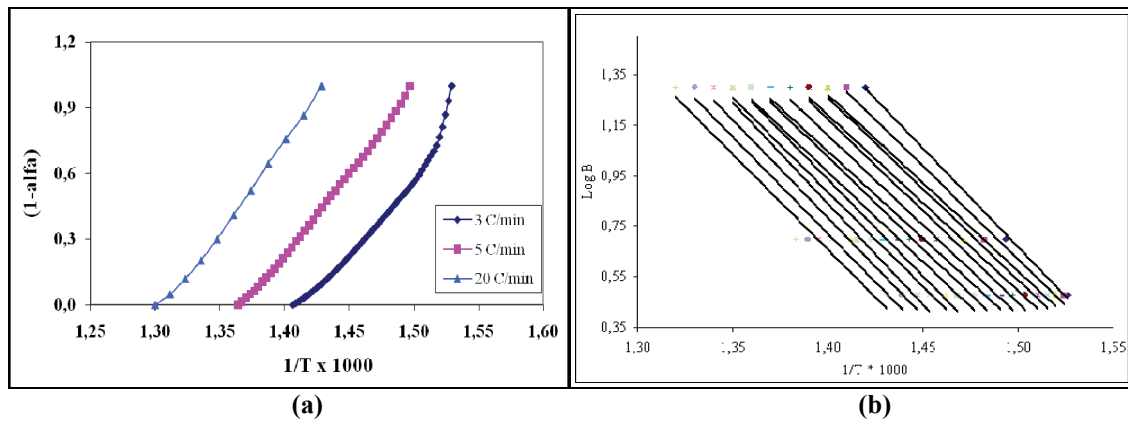 1,2
0,9
0,6
0,3
0,0
(1-alfa)
1,25 1,30 1,35 1,40 1,45 1,50 1,55 1,60
1/T x 1000
3 C/min
5 C/min
20 C/min
(a)
1,35
1,15
0,95
0,75
0,55
0,35
Log B
1,30 1,35 1,40 1,45 1,50 1,55
1/T * 1000
(b)